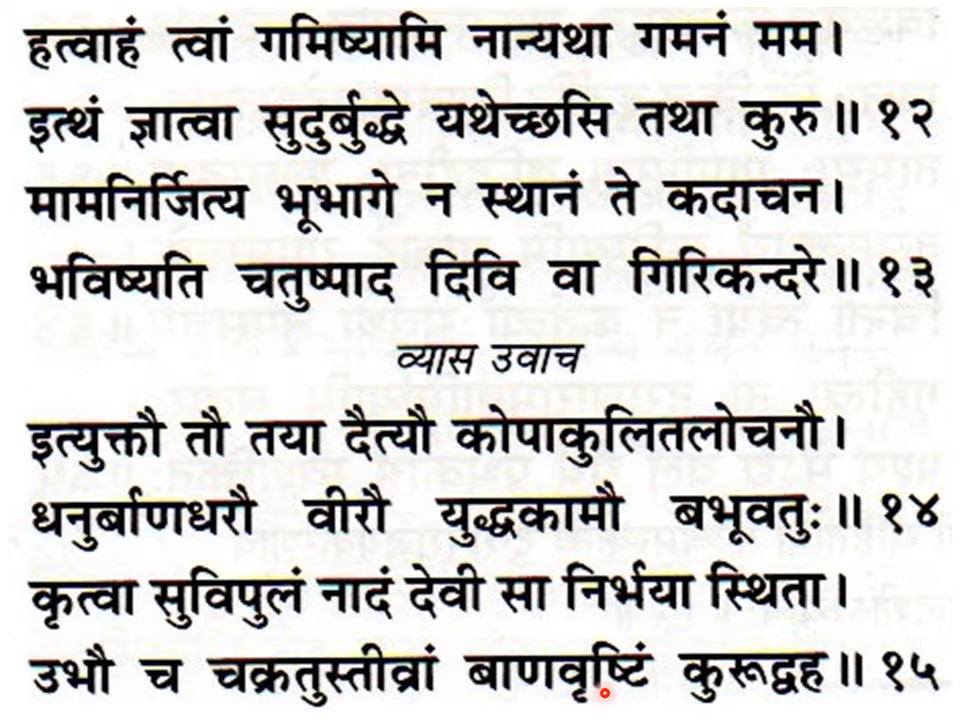 हत्वाहं त्वां गमिष्यामि नान्यथा गमनं मम।
इत्थं ज्ञात्वा सुदुर्बुद्धे यथेच्छसि तथा कुरु॥ १२
मामनिर्जित्य भूभागे न स्थानं ते कदाचन।
भविष्यति चतुष्पाद दिवि वा गिरिकन्दरे॥ १३
व्यास उवाच
इत्युक्तौ तौ तया दैत्यौ कोपाकुलितलोचनौ।
धनुर्बाणधरौ वीरौ युद्धकामौ बभूवतुः॥ १४
कृत्वा सुविपुलं नादं देवी सा निर्भया स्थिता।
उभौ च चक्रतुस्तीव्रां बाणवृष्टिं कुरूद्वह॥ १५